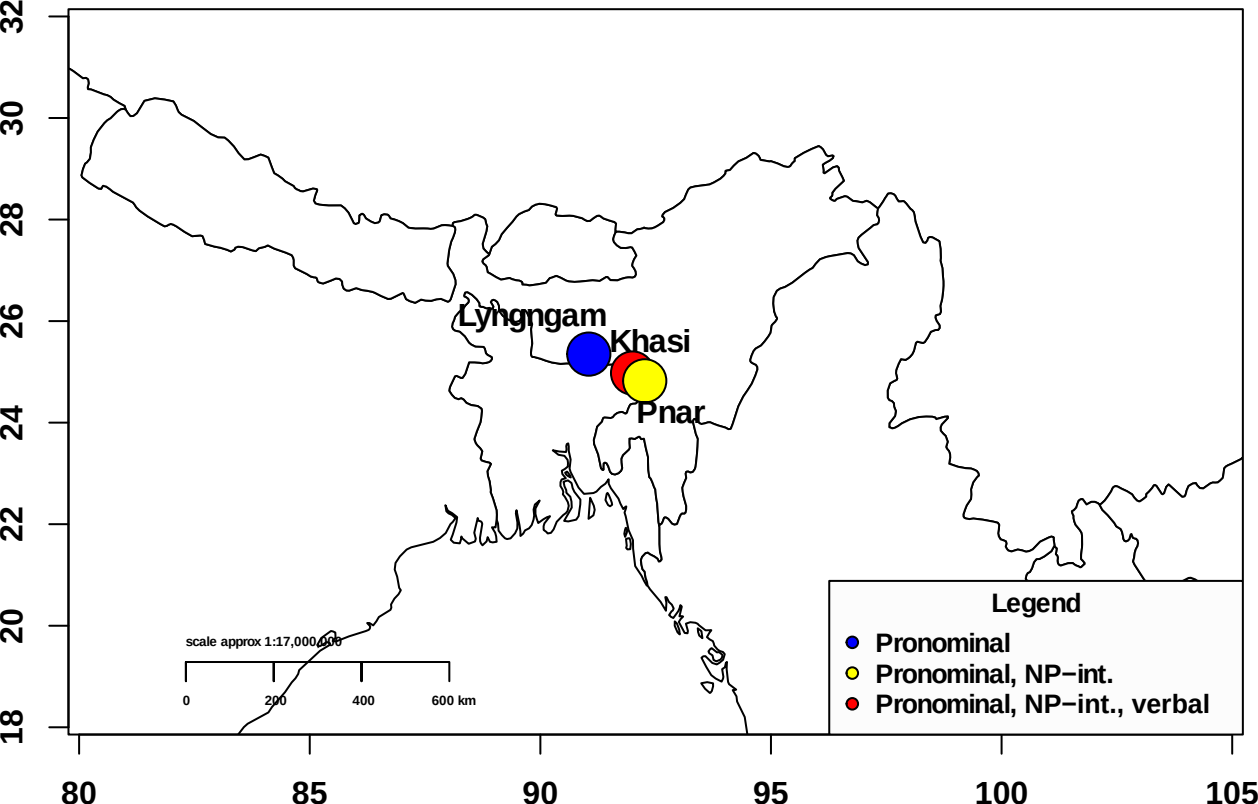 32
30
28
26
24
22
20
18
Lyngngam
Khasi
Pnar
scale approx 1:17,000,000
0 200 400 600 km
Legend
Pronominal
Pronominal, NP−int.
Pronominal, NP−int., verbal
80 85 90 95 100 105